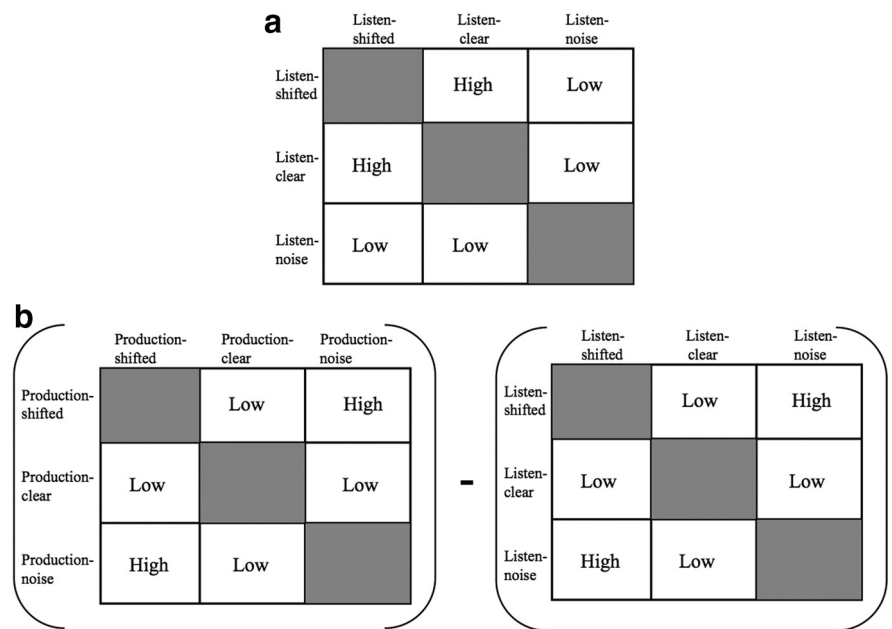 a
Listen-
shifted
Listen-
clear
Listen-
noise
Listen-
shifted
High
Low
Listen-
clear
High
Low
Listen-
noise
Low
Low
b
Production-
shifted
Production-
clear
Production-
noise
Production-
shifted
Low
High
Production-
clear
Low
Low
Production-
noise
High
Low
-
Listen-
shifted
Listen-
clear
Listen-
noise
Listen-
shifted
Low
High
Listen-
clear
Low
Low
Listen-
noise
High
Low